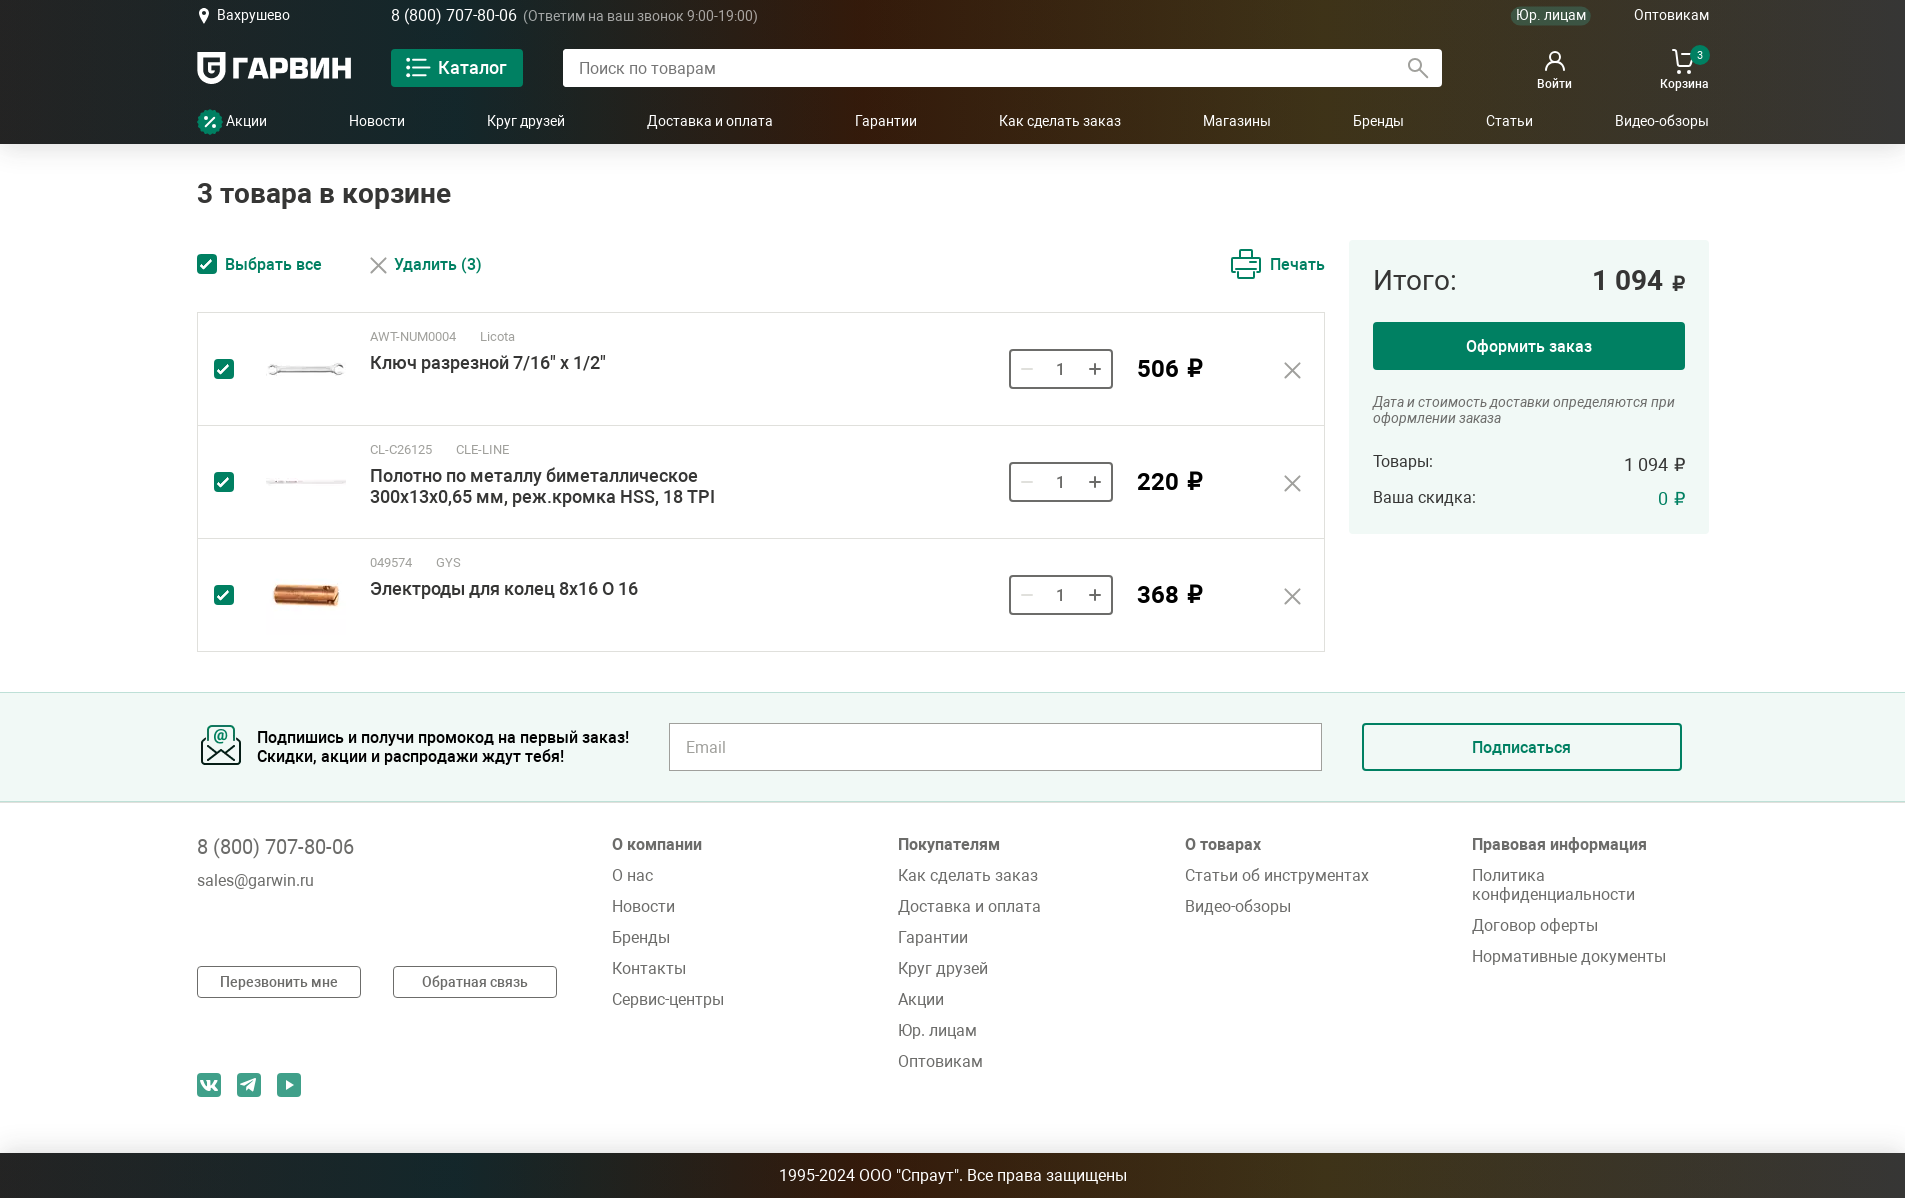 Вахрушево
8 (800) 707-80-06 (Ответим на ваш звонок 9:00-19:00)
Юр. лицам
Оптовикам
ГАРВИН
Каталог
Поиск по товарам
Войти
3
Корзина
Акции
Новости
Круг друзей
Доставка и оплата
Гарантии
Как сделать заказ
Магазины
Бренды
Статьи
Видео-обзоры
3 товара в корзине
Выбрать все
Удалить (3)
Печать
AWT-NUM0004 Licota
Ключ разрезной 7/16" х 1/2"
1
506 ₽
CL-C26125 CLE-LINE
Полотно по металлу биметаллическое
300х13х0,65 мм, реж.кромка HSS, 18 TPI
1
220 ₽
049574 GYS
Электроды для колец 8x16 O 16
1
368 ₽
Итого: 1 094 ₽
Оформить заказ
Дата и стоимость доставки определяются при
оформлении заказа
Товары: 1 094 ₽
Ваша скидка: 0 ₽
Подпишись и получи промокод на первый заказ!
Скидки, акции и распродажи ждут тебя!
Email
Подписаться
8 (800) 707-80-06
sales@garwin.ru
Перезвонить мне
Обратная связь
О компании
О нас
Новости
Бренды
Контакты
Сервис-центры
Покупателям
Как сделать заказ
Доставка и оплата
Гарантии
Круг друзей
Акции
Юр. лицам
Оптовикам
О товарах
Статьи об инструментах
Видео-обзоры
Правовая информация
Политика
конфиденциальности
Договор оферты
Нормативные документы
1995-2024 ООО "Спраут". Все права защищены